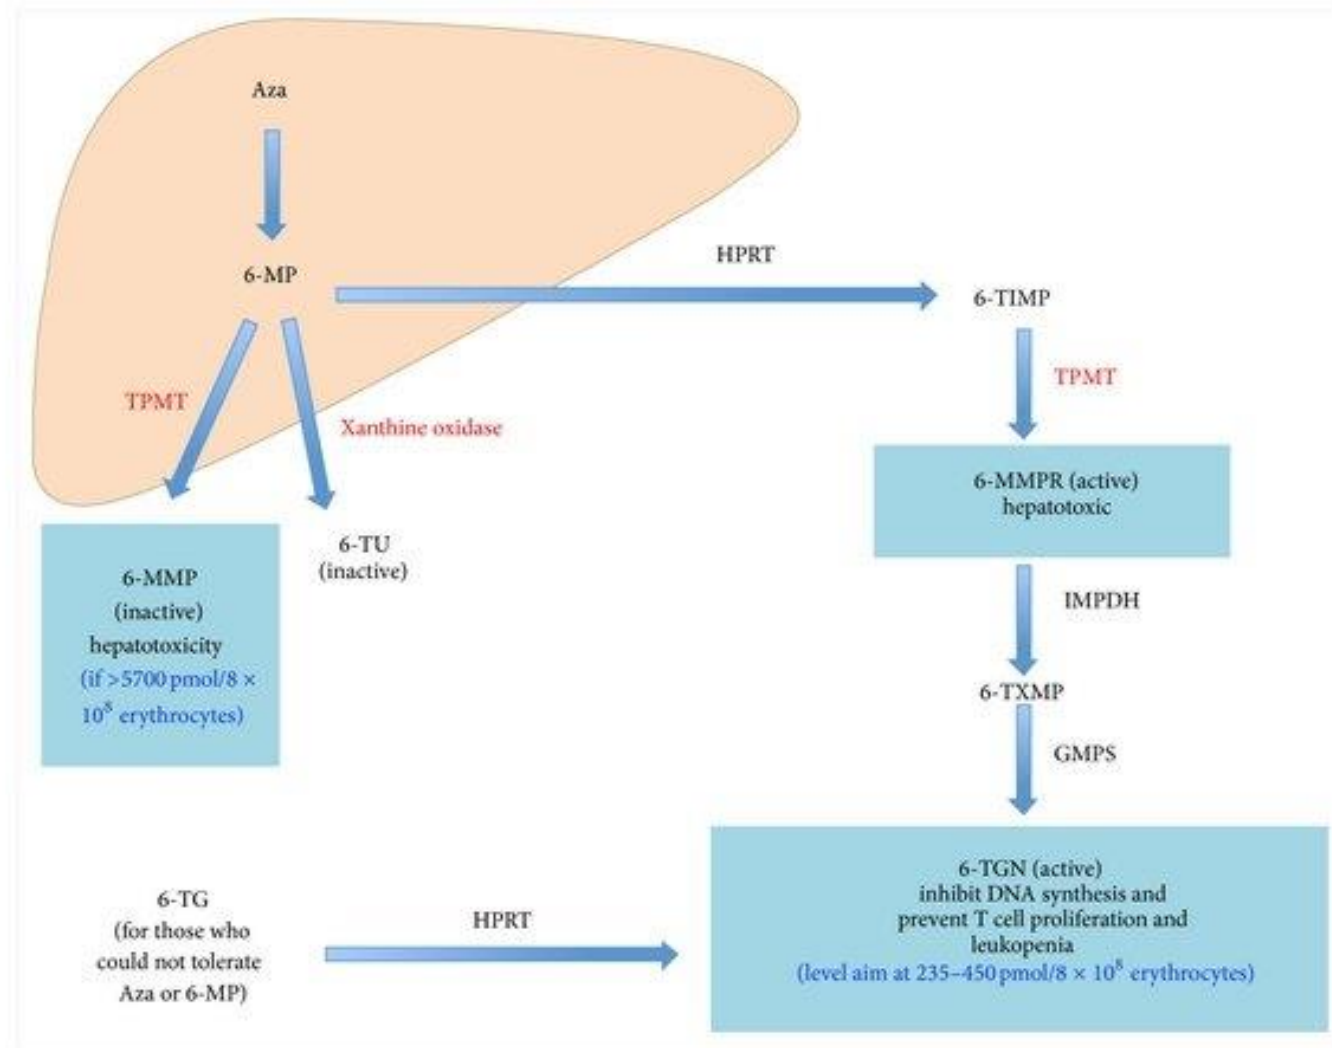 Aza
6-MP
HPRT
6-TIMP
TPMT
Xanthine oxidase
TPMT
6-MMPR (active)
hepatotoxic
6-TU
(inactive)
6-MMP
(inactive)
hepatotoxicity
(if >5700 pmol/8 ×
10⁸ erythrocytes)
IMPDH
6-TXMP
GMPS
6-TG
(for those who
could not tolerate
Aza or 6-MP)
HPRT
6-TGN (active)
inhibit DNA synthesis and
prevent T cell proliferation and
leukopenia
(level aim at 235–450 pmol/8 × 10⁸ erythrocytes)